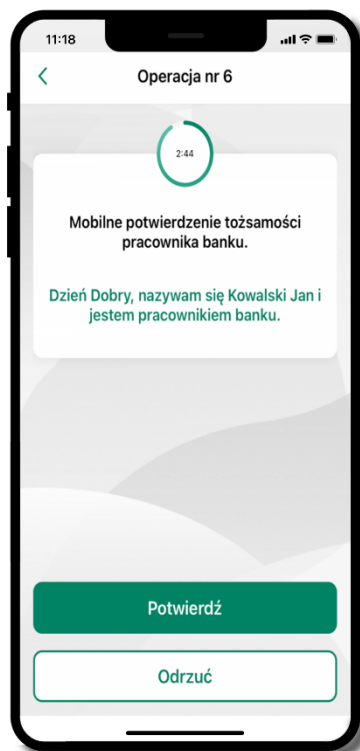 11:18
Operacja nr 6
2:44
Mobilne potwierdzenie tożsamości
pracownika banku.
Dzień Dobry, nazywam się Kowalski Jan i
jestem pracownikiem banku.
Potwierdź
Odrzuć